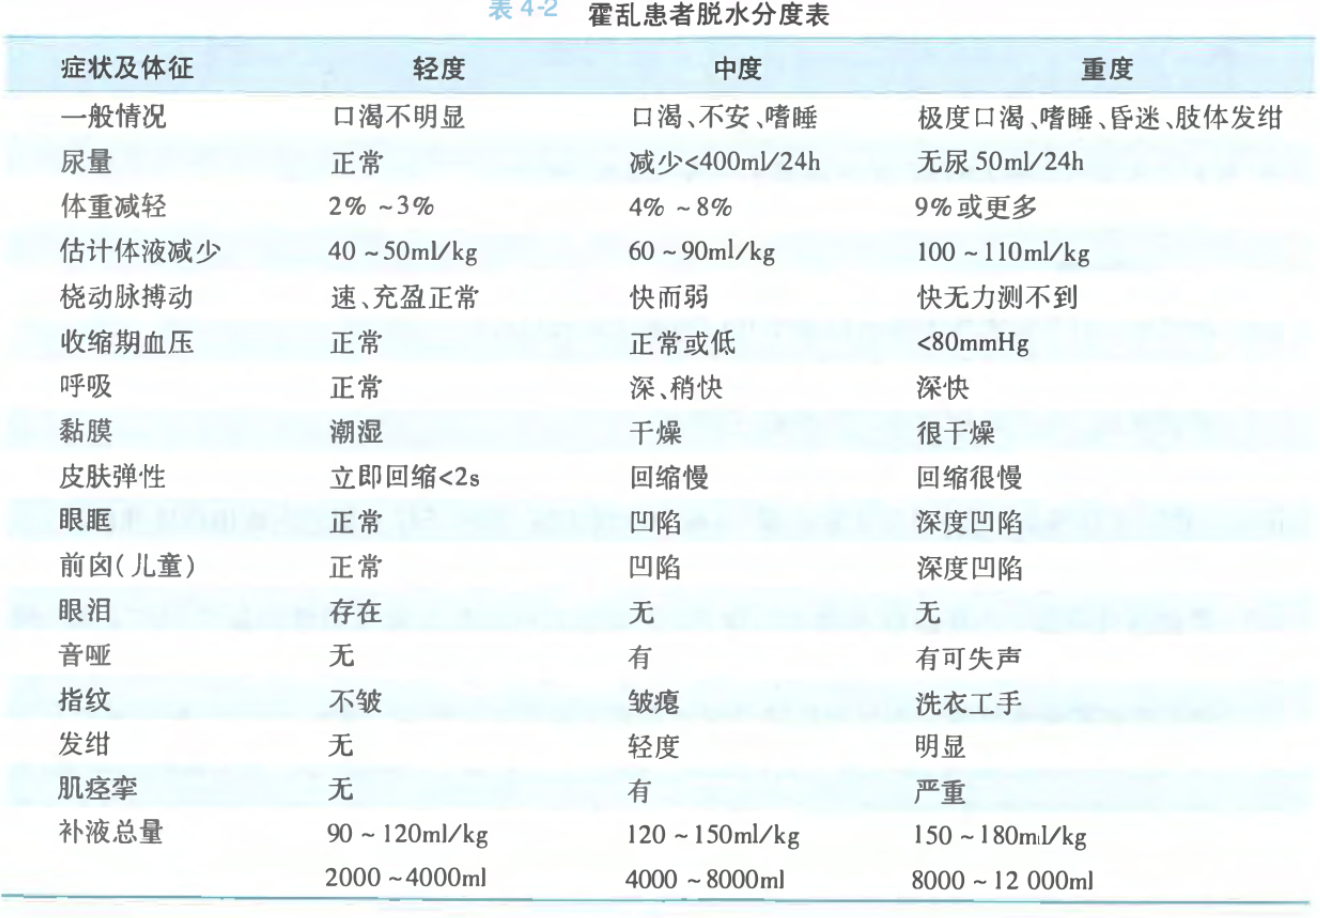 表 4-2 霍乱患者脱水分度表
症状及体征 轻度 中度 重度
一般情况 口渴不明显 口渴、不安、嗜睡 极度口渴、嗜睡、昏迷、肢体发绀
尿量 正常 减少<400ml/24h 无尿 50ml/24h
体重减轻 2% ~3% 4% ~8% 9%或更多
估计体液减少 40 ~50ml/kg 60 ~90ml/kg 100 ~110ml/kg
桡动脉搏动 速、充盈正常 快而弱 快无力测不到
收缩期血压 正常 正常或低 <80mmHg
呼吸 正常 深、稍快 深快
黏膜 潮湿 干燥 很干燥
皮肤弹性 立即回缩<2s 回缩慢 回缩很慢
眼眶 正常 凹陷 深度凹陷
前囟(儿童) 正常 凹陷 深度凹陷
眼泪 存在 无 无
音哑 无 有 有可失声
指纹 不皱 皱瘪 洗衣工手
发绀 无 轻度 明显
肌痉挛 无 有 严重
补液总量 90 ~120ml/kg 120 ~150ml/kg 150 ~180ml/kg
2000 ~4000ml 4000 ~8000ml 8000 ~12 000ml